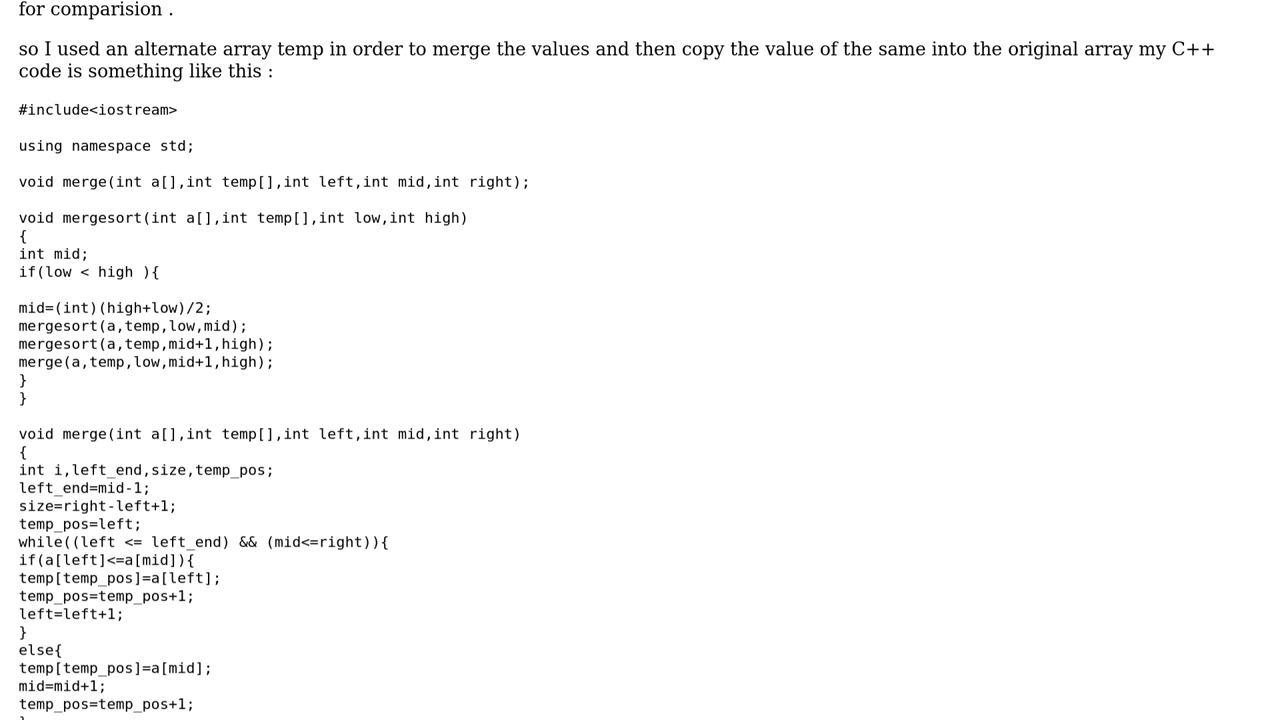 for comparision .
so I used an alternate array temp in order to merge the values and then copy the value of the same into the original array my C++
code is something like this :
#include<iostream>
using namespace std;
void merge(int a[],int temp[],int left,int mid,int right);
void mergesort(int a[],int temp[],int low,int high)
{
int mid;
if(low < high ){
mid=(int)(high+low)/2;
mergesort(a,temp,low,mid);
mergesort(a,temp,mid+1,high);
merge(a,temp,low,mid+1,high);
}
}
void merge(int a[],int temp[],int left,int mid,int right)
{
int i,left_end,size,temp_pos;
left_end=mid-1;
size=right-left+1;
temp_pos=left;
while((left <= left_end) && (mid<=right)){
if(a[left]<=a[mid]){
temp[temp_pos]=a[left];
temp_pos=temp_pos+1;
left=left+1;
}
else{
temp[temp_pos]=a[mid];
mid=mid+1;
temp_pos=temp_pos+1;
}